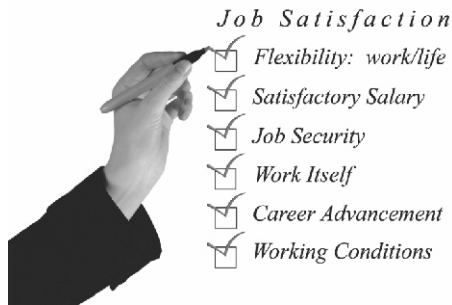 Job Satisfaction
Flexibility: work/life
Satisfactory Salary
Job Security
Work Itself
Career Advancement
Working Conditions